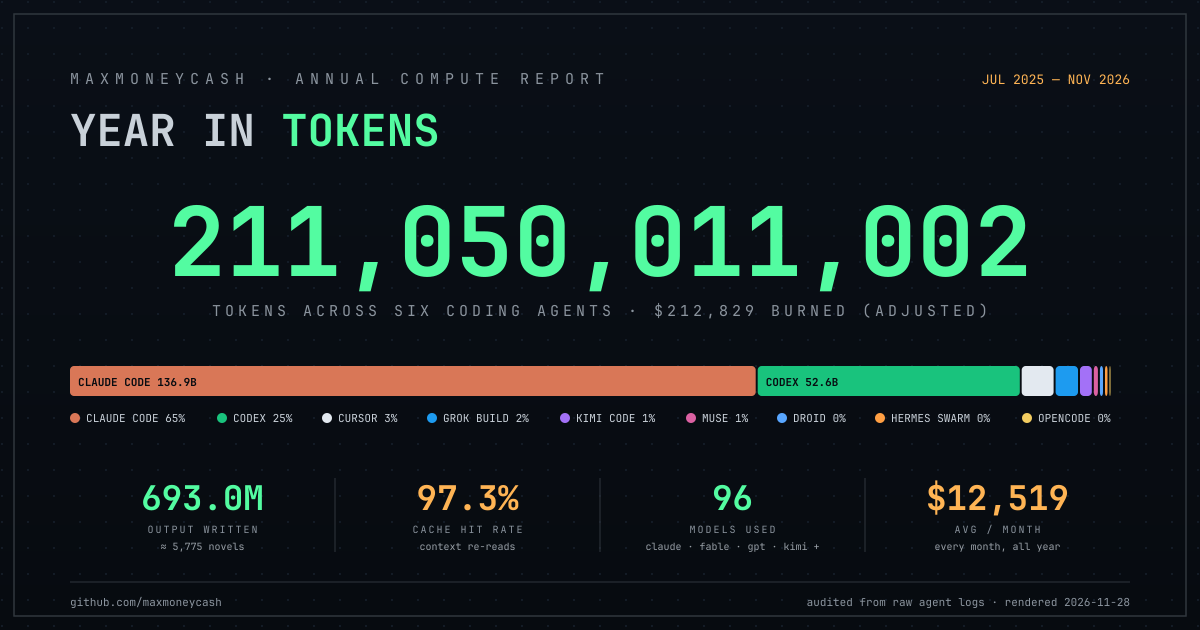 MAXMONEYCASH · ANNUAL COMPUTE REPORT
JUL 2025 — NOV 2026
YEAR IN TOKENS
211,050,011,002
TOKENS ACROSS SIX CODING AGENTS · $212,829 BURNED (ADJUSTED)
CLAUDE CODE 136.9B
CODEX 52.6B
CLAUDE CODE 65%
CODEX 25%
CURSOR 3%
GROK BUILD 2%
KIMI CODE 1%
MUSE 1%
DROID 0%
HERMES SWARM 0%
OPENCODE 0%
693.0M
OUTPUT WRITTEN
≈ 5,775 novels
97.3%
CACHE HIT RATE
context re-reads
96
MODELS USED
claude · fable · gpt · kimi +
$12,519
AVG / MONTH
every month, all year
github.com/maxmoneycash
audited from raw agent logs · rendered 2026-11-28